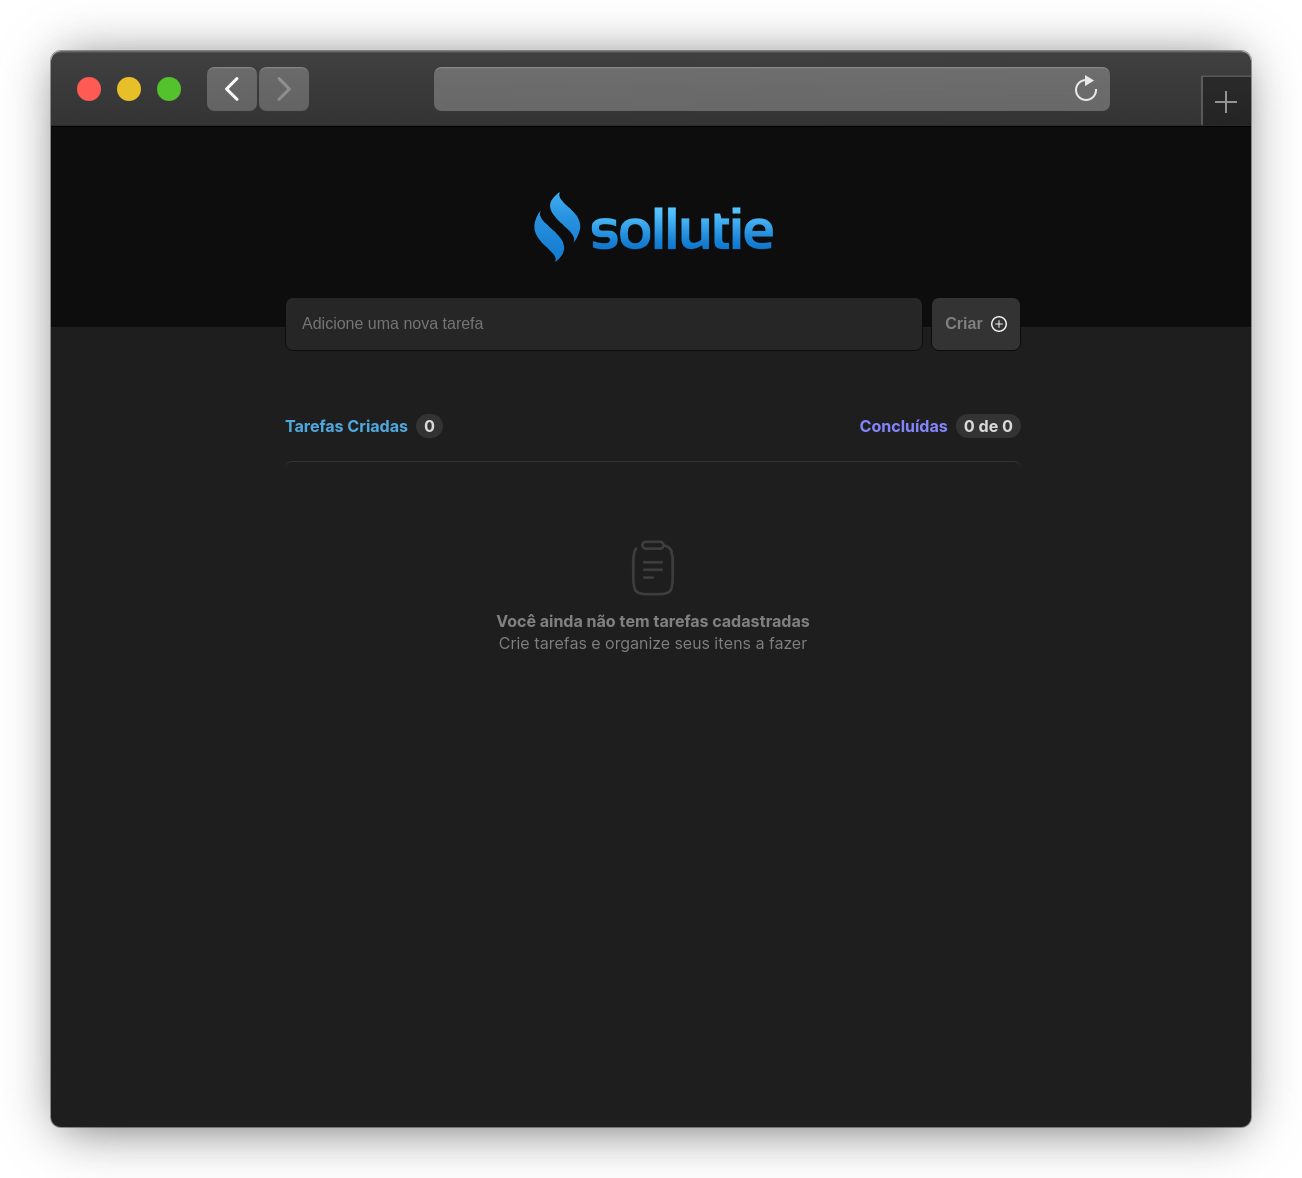 sollutie
Adicione uma nova tarefa
Criar
Tarefas Criadas 0
Concluídas 0 de 0
Você ainda não tem tarefas cadastradas
Crie tarefas e organize seus itens a fazer